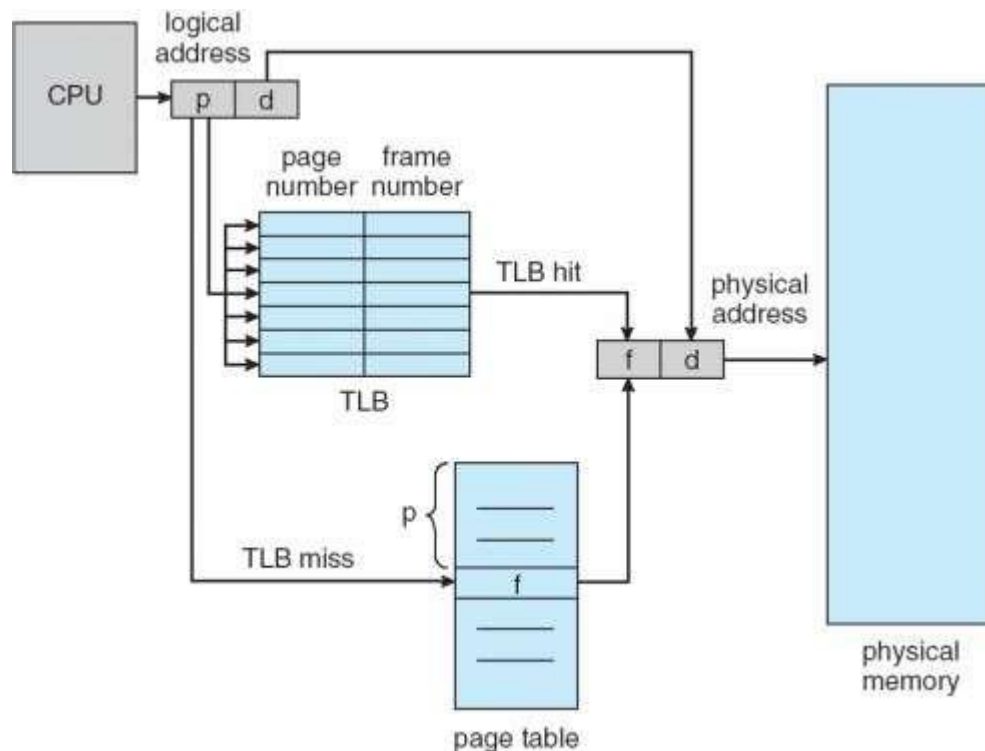 logical
address
CPU
p d
page
number
frame
number
TLB hit
physical
address
f d
TLB
p
TLB miss
f
physical
memory
page table